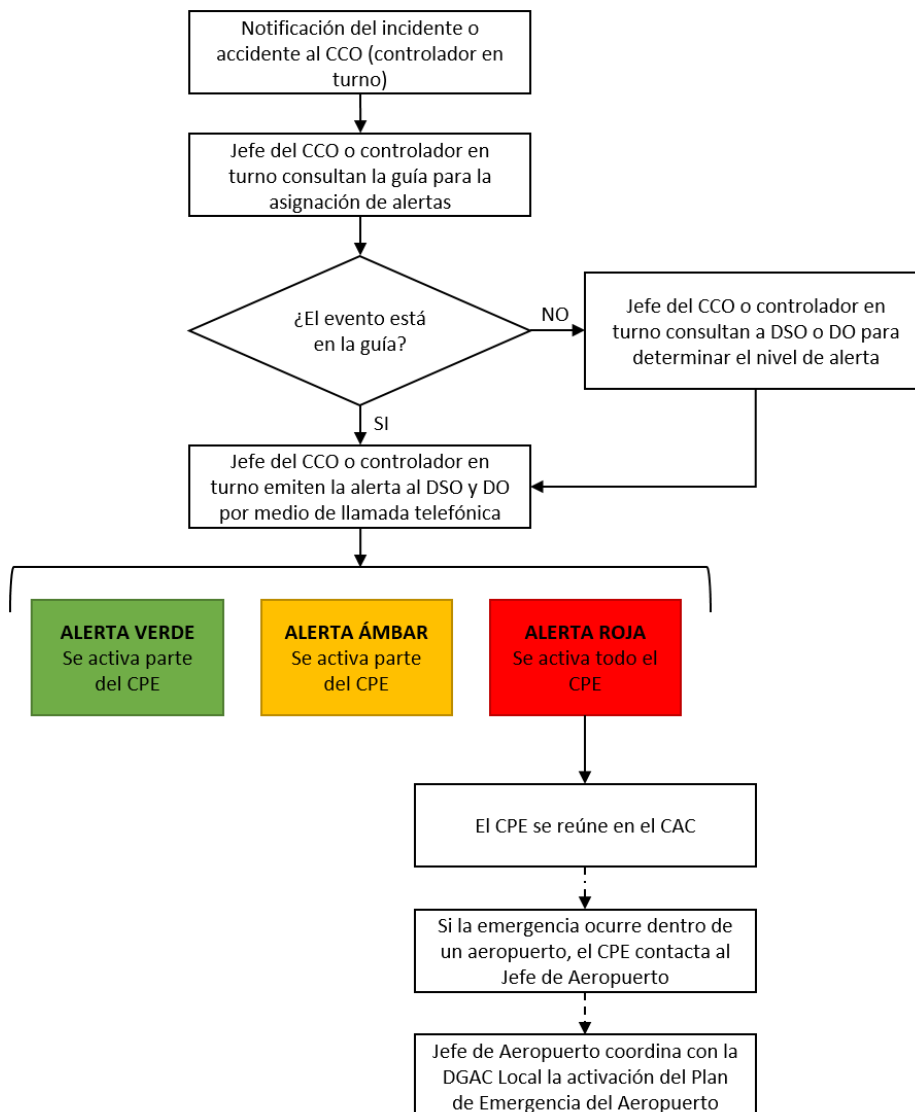 Notificación del incidente o
accidente al CCO (controlador en
turno)
Jefe del CCO o controlador en
turno consultan la guía para la
asignación de alertas
¿El evento está
en la guía?
NO
Jefe del CCO o controlador en
turno consultan a DSO o DO para
determinar el nivel de alerta
SI
Jefe del CCO o controlador en
turno emiten la alerta al DSO y DO
por medio de llamada telefónica
ALERTA VERDE
Se activa parte
del CPE
ALERTA ÁMBAR
Se activa parte
del CPE
ALERTA ROJA
Se activa todo el
CPE
El CPE se reúne en el CAC
Si la emergencia ocurre dentro de
un aeropuerto, el CPE contacta al
Jefe de Aeropuerto
Jefe de Aeropuerto coordina con la
DGAC Local la activación del Plan
de Emergencia del Aeropuerto